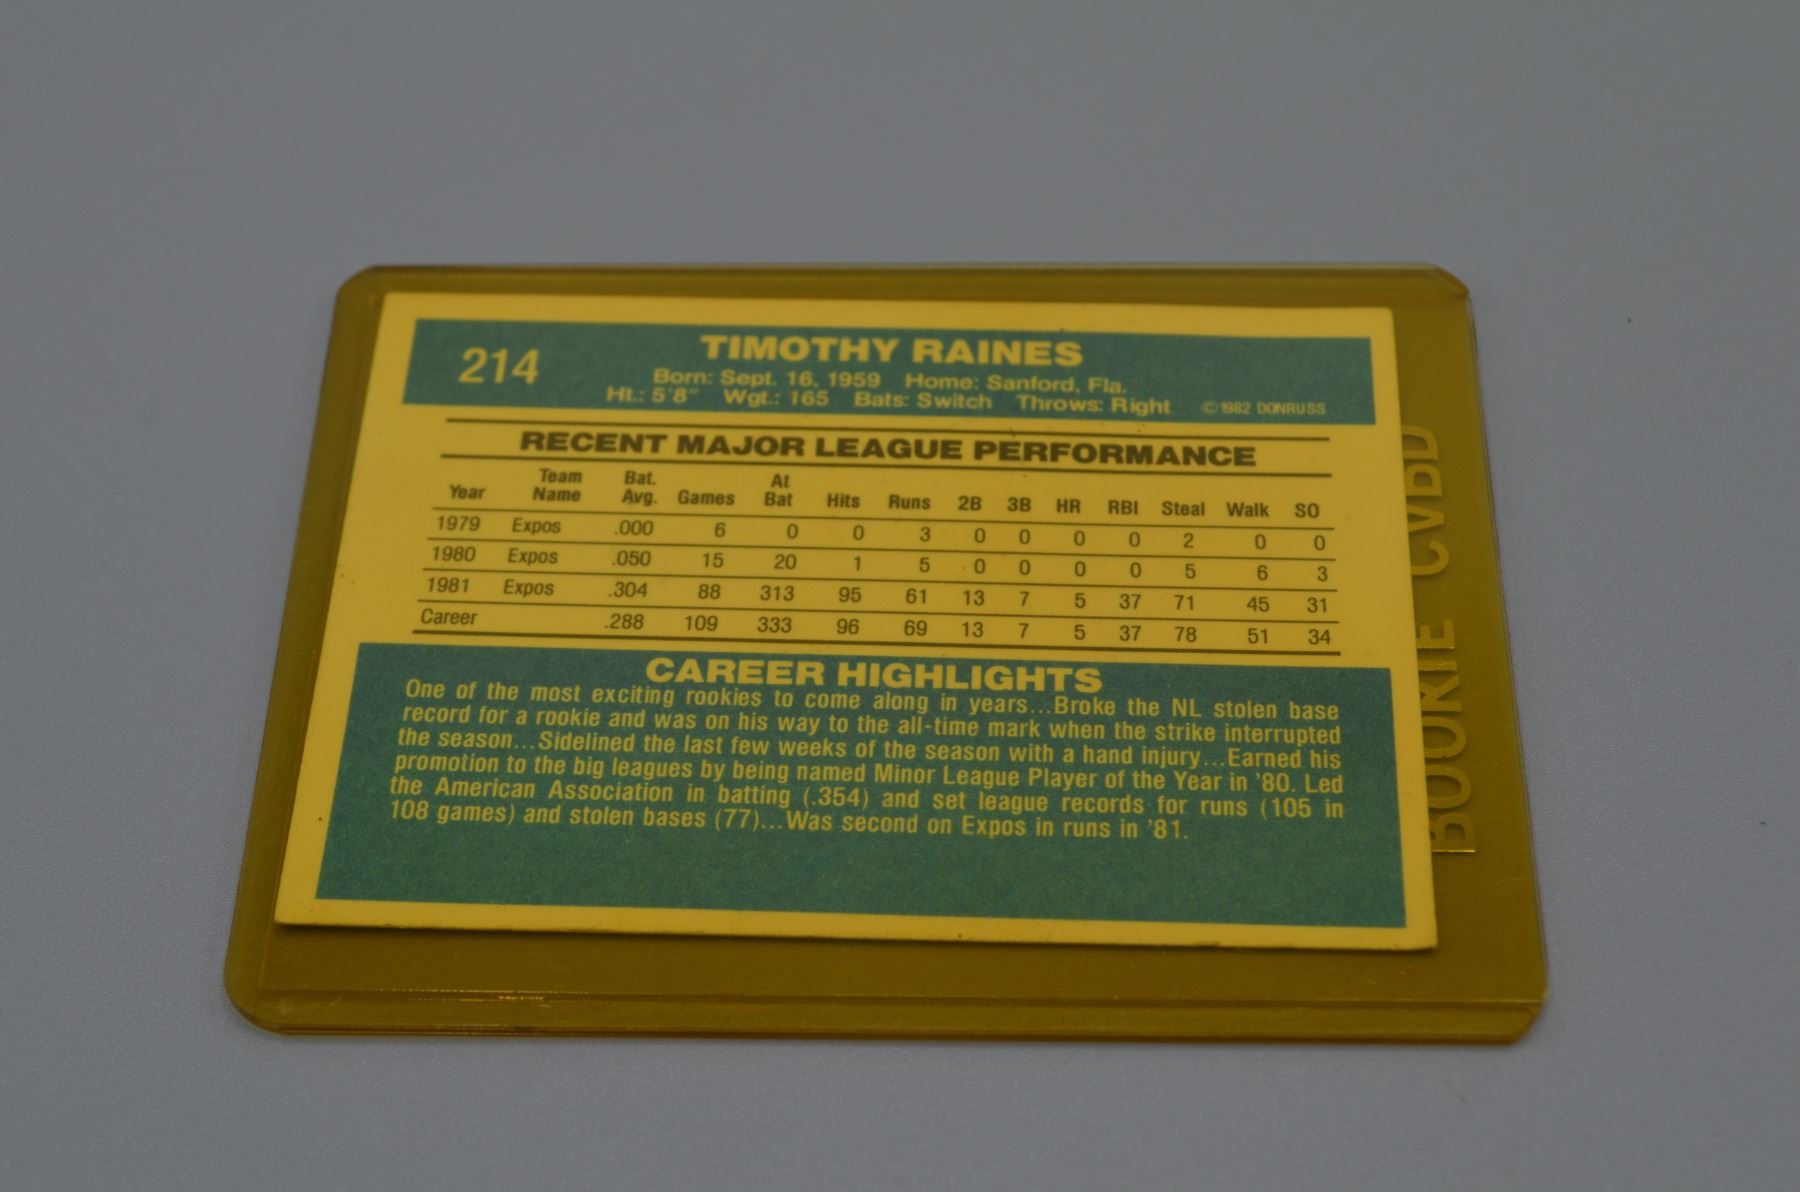 214
TIMOTHY RAINES
Born: Sept. 16, 1959 Home: Sanford, Fla.
Ht.: 5'8" Wgt.: 165 Bats: Switch Throws: Right ©1982 DONRUSS
RECENT MAJOR LEAGUE PERFORMANCE
Year Team Name Bat. Avg. Games At Bat Hits Runs 2B 3B HR RBI Steal Walk SO
1979 Expos .000 6 0 0 3 0 0 0 0 2 0 0
1980 Expos .050 15 20 1 5 0 0 0 0 5 6 3
1981 Expos .304 88 313 95 61 13 7 5 37 71 45 31
Career .288 109 333 96 69 13 7 5 37 78 51 34
CAREER HIGHLIGHTS
One of the most exciting rookies to come along in years...Broke the NL stolen base
record for a rookie and was on his way to the all-time mark when the strike interrupted
the season...Sidelined the last few weeks of the season with a hand injury...Earned his
promotion to the big leagues by being named Minor League Player of the Year in '80. Led
the American Association in batting (.354) and set league records for runs (105 in
108 games) and stolen bases (77)...Was second on Expos in runs in '81.